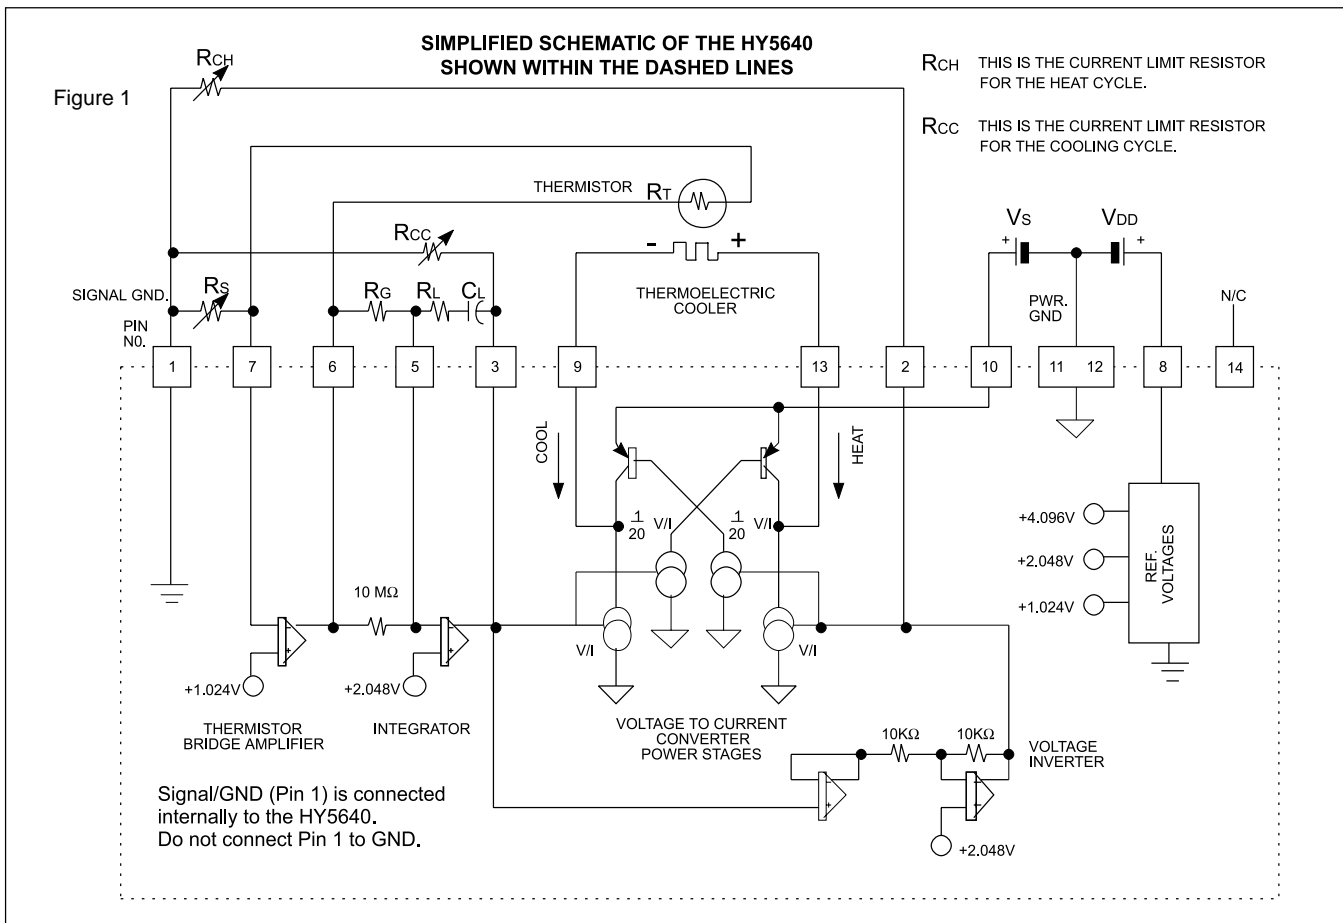 SIMPLIFIED SCHEMATIC OF THE HY5640
SHOWN WITHIN THE DASHED LINES
Figure 1
RCH
RCH THIS IS THE CURRENT LIMIT RESISTOR
FOR THE HEAT CYCLE.
RCC THIS IS THE CURRENT LIMIT RESISTOR
FOR THE COOLING CYCLE.
THERMISTOR RT
RCC
- +
THERMOELECTRIC
COOLER
VS
+
VDD
+
PWR.
GND
N/C
SIGNAL GND.
RS
RG
RL
CL
PIN
N0.
1
7
6
5
3
9
13
2
10
11
12
8
14
COOL
HEAT
1
20
V/I
1
20
V/I
V/I
V/I
10 MΩ
-
+
+1.024V
-
+
+2.048V
THERMISTOR
BRIDGE AMPLIFIER
INTEGRATOR
VOLTAGE TO CURRENT
CONVERTER
POWER STAGES
+4.096V
+2.048V
+1.024V
REF.
VOLTAGES
10KΩ
10KΩ
VOLTAGE
INVERTER
-
+
-
+
+2.048V
Signal/GND (Pin 1) is connected
internally to the HY5640.
Do not connect Pin 1 to GND.